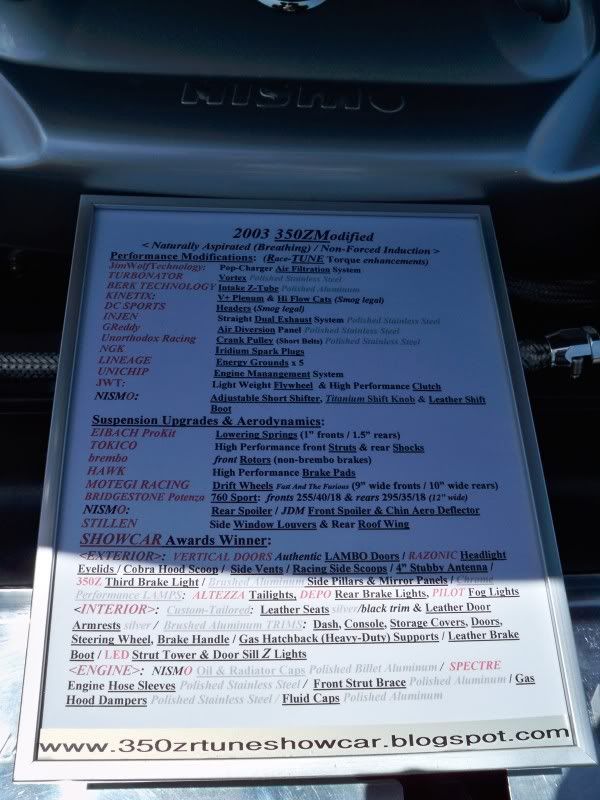 NISMO
2003 350ZModified
< Naturally Aspirated (Breathing) / Non-Forced Induction >
Performance Modifications: (Race-TUNE Torque enhancements)
JimWolfTechnology: Pop-Charger Air Filtration System
TURBONATOR Vortex Polished Stainless Steel
BERK TECHNOLOGY Intake Z-Tube Polished Aluminum
KINETIX: V+ Plenum & Hi Flow Cats (Smog legal)
DC SPORTS Headers (Smog legal)
INJEN Straight Dual Exhaust System Polished Stainless Steel
GReddy Air Diversion Panel Polished Stainless Steel
Unorthodox Racing Crank Pulley (Short Belts) Polished Stainless Steel
NGK Iridium Spark Plugs
LINEAGE Energy Grounds x 5
UNICHIP Engine Manangement System
JWT: Light Weight Flywheel & High Performance Clutch
NISMO: Adjustable Short Shifter, Titanium Shift Knob & Leather Shift
Boot
Suspension Upgrades & Aerodynamics:
EIBACH ProKit Lowering Springs (1" fronts / 1.5" rears)
TOKICO High Performance front Struts & rear Shocks
brembo front Rotors (non-brembo brakes)
HAWK High Performance Brake Pads
MOTEGI RACING Drift Wheels Fast And The Furious (9" wide fronts / 10" wide rears)
BRIDGESTONE Potenza 760 Sport: fronts 255/40/18 & rears 295/35/18 (12" wide)
NISMO: Rear Spoiler / JDM Front Spoiler & Chin Aero Deflector
STILLEN Side Window Louvers & Rear Roof Wing
SHOWCAR Awards Winner:
<EXTERIOR>: VERTICAL DOORS Authentic LAMBO Doors / RAZONIC Headlight
Eyelids / Cobra Hood Scoop / Side Vents / Racing Side Scoops / 4" Stubby Antenna /
350Z Third Brake Light / Brushed Aluminum Side Pillars & Mirror Panels / Chrome
Performance LAMPS: ALTEZZA Tailights, DEPO Rear Brake Lights, PILOT Fog Lights
<INTERIOR>: Custom-Tailored: Leather Seats silver/black trim & Leather Door
Armrests silver / Brushed Aluminum TRIMS: Dash, Console, Storage Covers, Doors,
Steering Wheel, Brake Handle / Gas Hatchback (Heavy-Duty) Supports / Leather Brake
Boot / LED Strut Tower & Door Sill Z Lights
<ENGINE>: NISMO Oil & Radiator Caps Polished Billet Aluminum / SPECTRE
Engine Hose Sleeves Polished Stainless Steel / Front Strut Brace Polished Aluminum / Gas
Hood Dampers Polished Stainless Steel / Fluid Caps Polished Aluminum
www.350zrtuneshowcar.blogspot.com